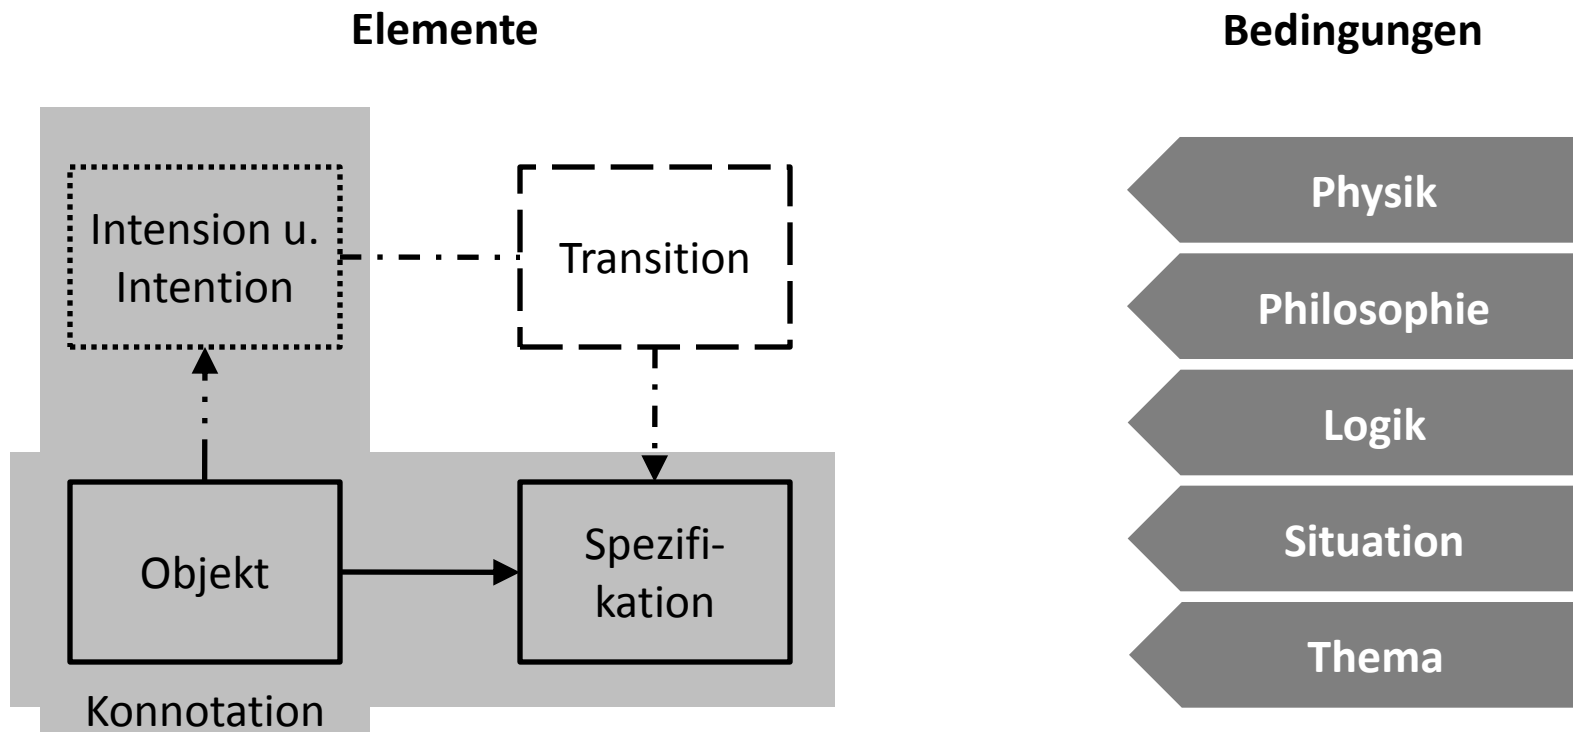 Elemente
Bedingungen
Intension u.
Intention
Transition
Objekt
Spezifi-
kation
Konnotation
Physik
Philosophie
Logik
Situation
Thema